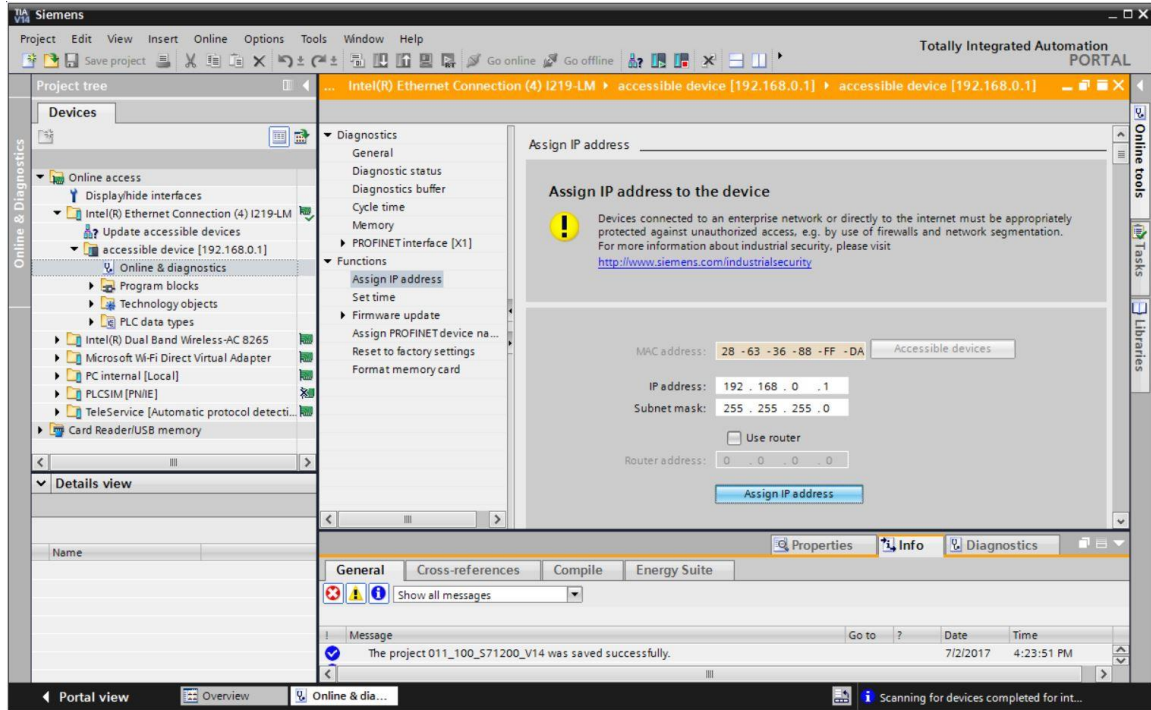 TIA V14 Siemens
Project Edit View Insert Online Options Tools Window Help
Totally Integrated Automation
PORTAL
Save project Go online Go offline
Project tree
... Intel(R) Ethernet Connection (4) I219-LM accessible device [192.168.0.1] accessible device [192.168.0.1]
Devices
Online & Diagnostics
Online access
Display/hide interfaces
Intel(R) Ethernet Connection (4) I219-LM
Update accessible devices
accessible device [192.168.0.1]
Online & diagnostics
Program blocks
Technology objects
PLC data types
Intel(R) Dual Band Wireless-AC 8265
Microsoft Wi-Fi Direct Virtual Adapter
PC internal [Local]
PLCSIM [PN/IE]
TeleService [Automatic protocol detecti...
Card Reader/USB memory
Details view
Name
Diagnostics
General
Diagnostic status
Diagnostics buffer
Cycle time
Memory
PROFINET interface [X1]
Functions
Assign IP address
Set time
Firmware update
Assign PROFINET device na...
Reset to factory settings
Format memory card
Assign IP address
Assign IP address to the device
Devices connected to an enterprise network or directly to the internet must be appropriately
protected against unauthorized access, e.g. by use of firewalls and network segmentation.
For more information about industrial security, please visit
http://www.siemens.com/industrialsecurity
MAC address: 28 -63 -36 -88 -FF -DA Accessible devices
IP address: 192 . 168 . 0 . 1
Subnet mask: 255 . 255 . 255 . 0
Use router
Router address: 0 . 0 . 0 . 0
Assign IP address
Online tools
Tasks
Libraries
Properties Info Diagnostics
General Cross-references Compile Energy Suite
Show all messages
! Message Go to ? Date Time
The project 011_100_S71200_V14 was saved successfully. 7/2/2017 4:23:51 PM
Portal view Overview Online & dia... Scanning for devices completed for int...